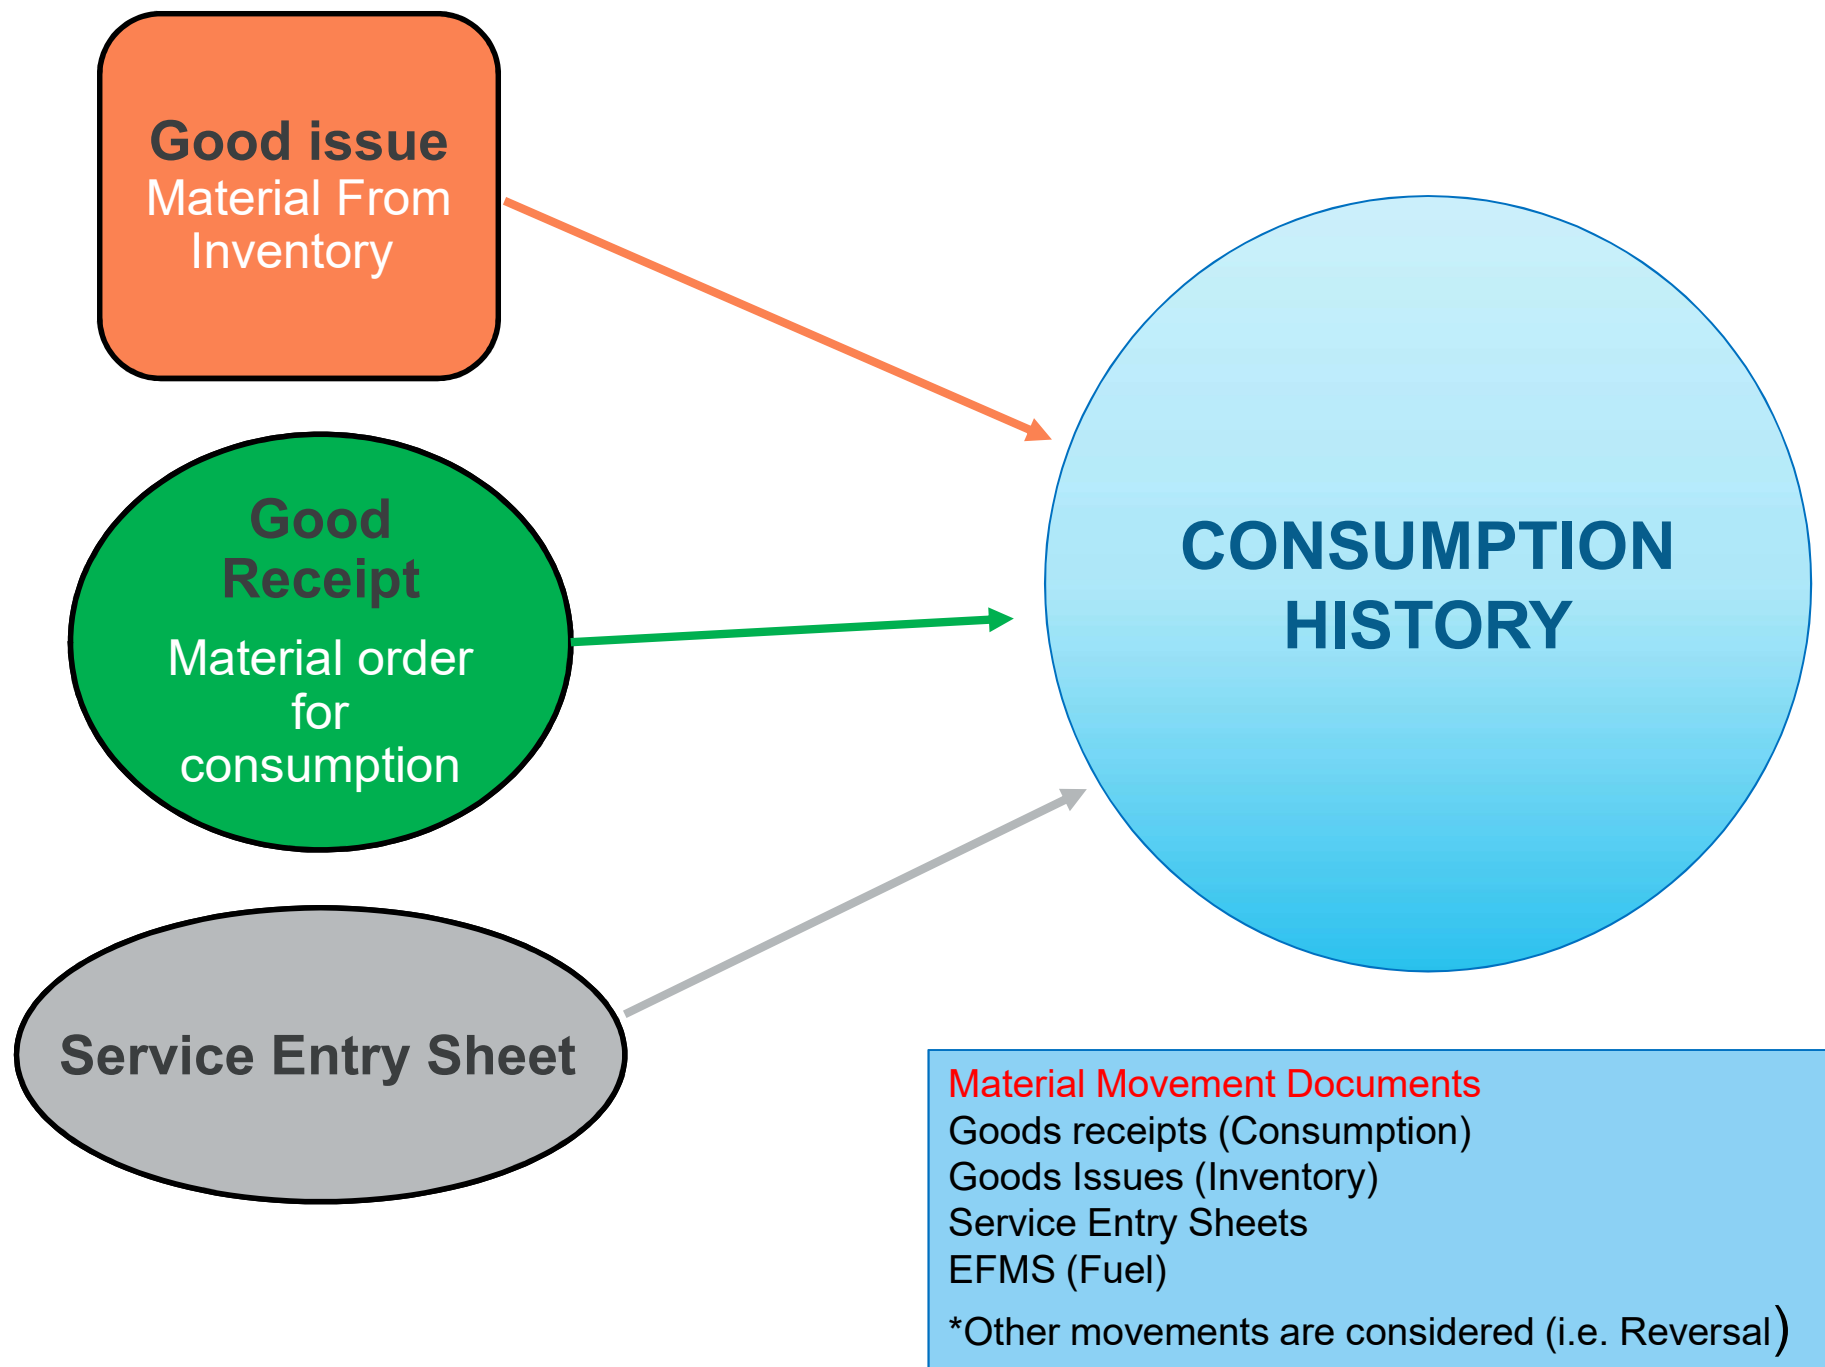 Good issue
Material From
Inventory
Good
Receipt
Material order
for
consumption
Service Entry Sheet
CONSUMPTION
HISTORY
Material Movement Documents
Goods receipts (Consumption)
Goods Issues (Inventory)
Service Entry Sheets
EFMS (Fuel)
*Other movements are considered (i.e. Reversal)